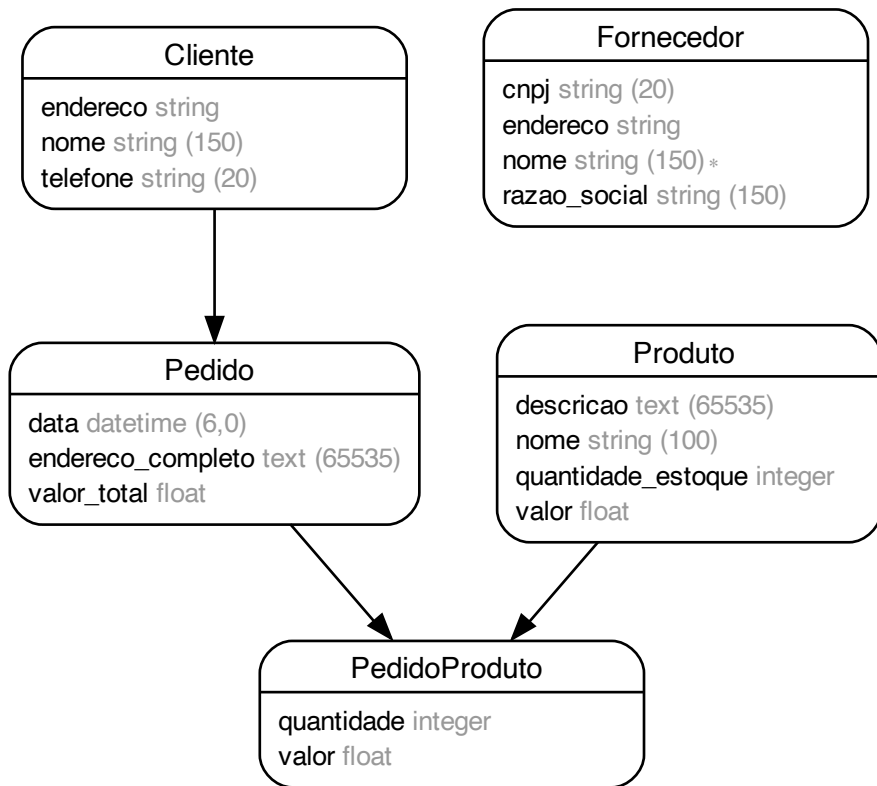 Cliente
endereco string
nome string (150)
telefone string (20)
Fornecedor
cnpj string (20)
endereco string
nome string (150) *
razao_social string (150)
Pedido
data datetime (6,0)
endereco_completo text (65535)
valor_total float
Produto
descricao text (65535)
nome string (100)
quantidade_estoque integer
valor float
PedidoProduto
quantidade integer
valor float